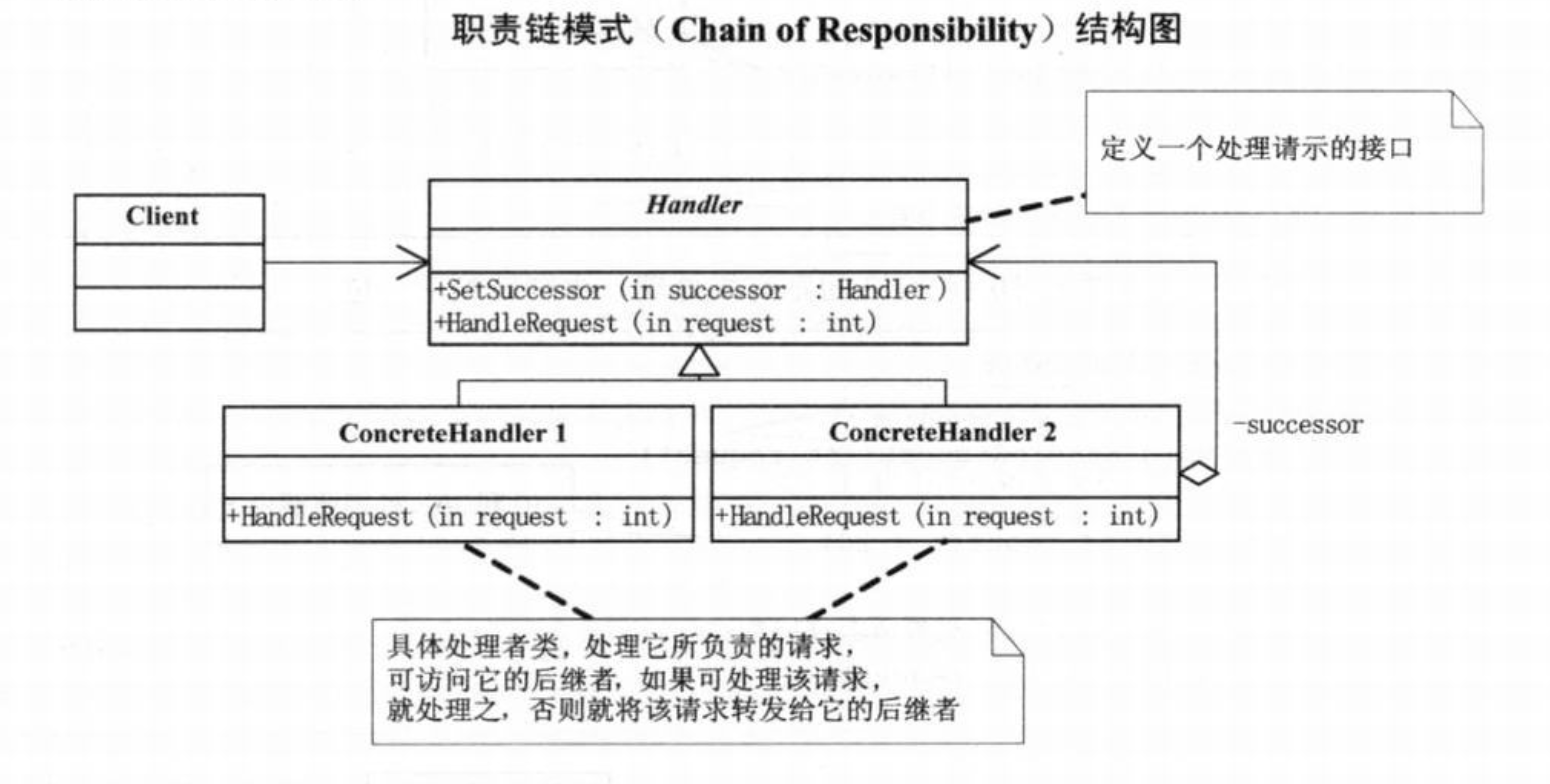 职责链模式（Chain of Responsibility）结构图
定义一个处理请示的接口
Client
Handler
+SetSuccessor (in successor : Handler)
+HandleRequest (in request : int)
-successor
ConcreteHandler 1
+HandleRequest (in request : int)
ConcreteHandler 2
+HandleRequest (in request : int)
具体处理者类，处理它所负责的请求，
可访问它的后继者，如果可处理该请求，
就处理之，否则就将该请求转发给它的后继者